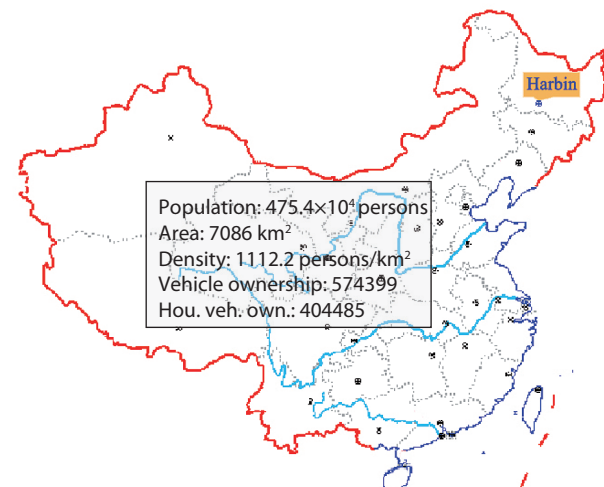 Harbin
Population: 475.4×10⁴ persons
Area: 7086 km²
Density: 1112.2 persons/km²
Vehicle ownership: 574399
Hou. veh. own.: 404485